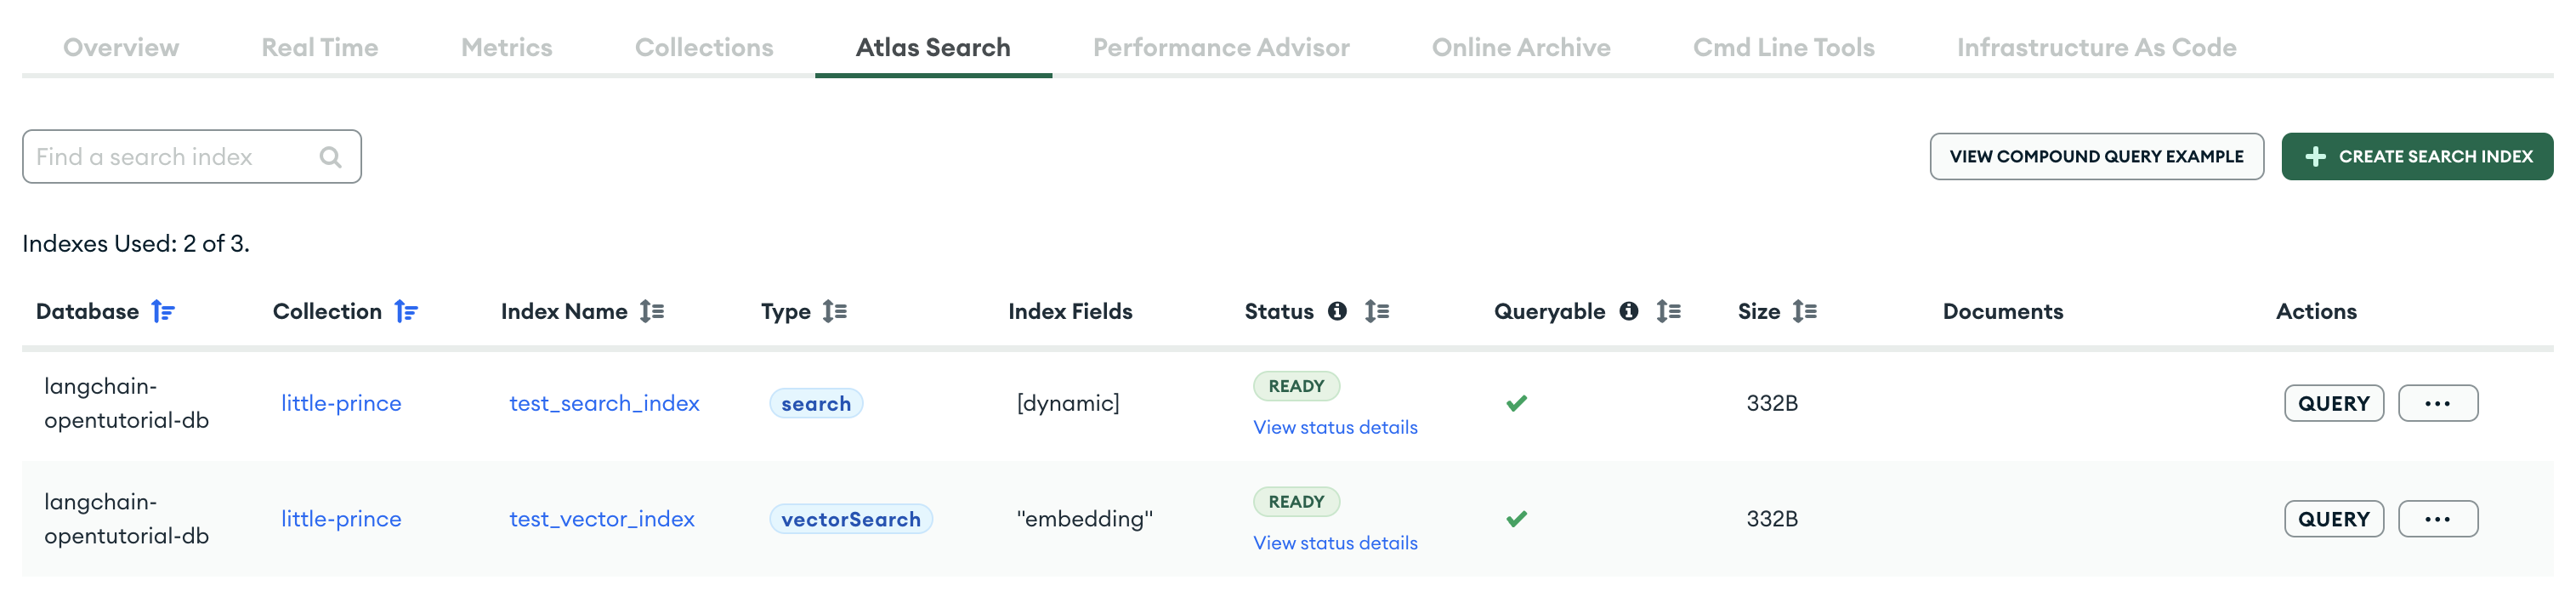 Overview Real Time Metrics Collections Atlas Search Performance Advisor Online Archive Cmd Line Tools Infrastructure As Code
Find a search index
VIEW COMPOUND QUERY EXAMPLE
CREATE SEARCH INDEX
Indexes Used: 2 of 3.
Database Collection Index Name Type Index Fields Status Queryable Size Documents Actions
langchain-
opentutorial-db
little-prince
test_search_index
search
[dynamic]
READY
View status details
332B
QUERY
...
langchain-
opentutorial-db
little-prince
test_vector_index
vectorSearch
"embedding"
READY
View status details
332B
QUERY
...